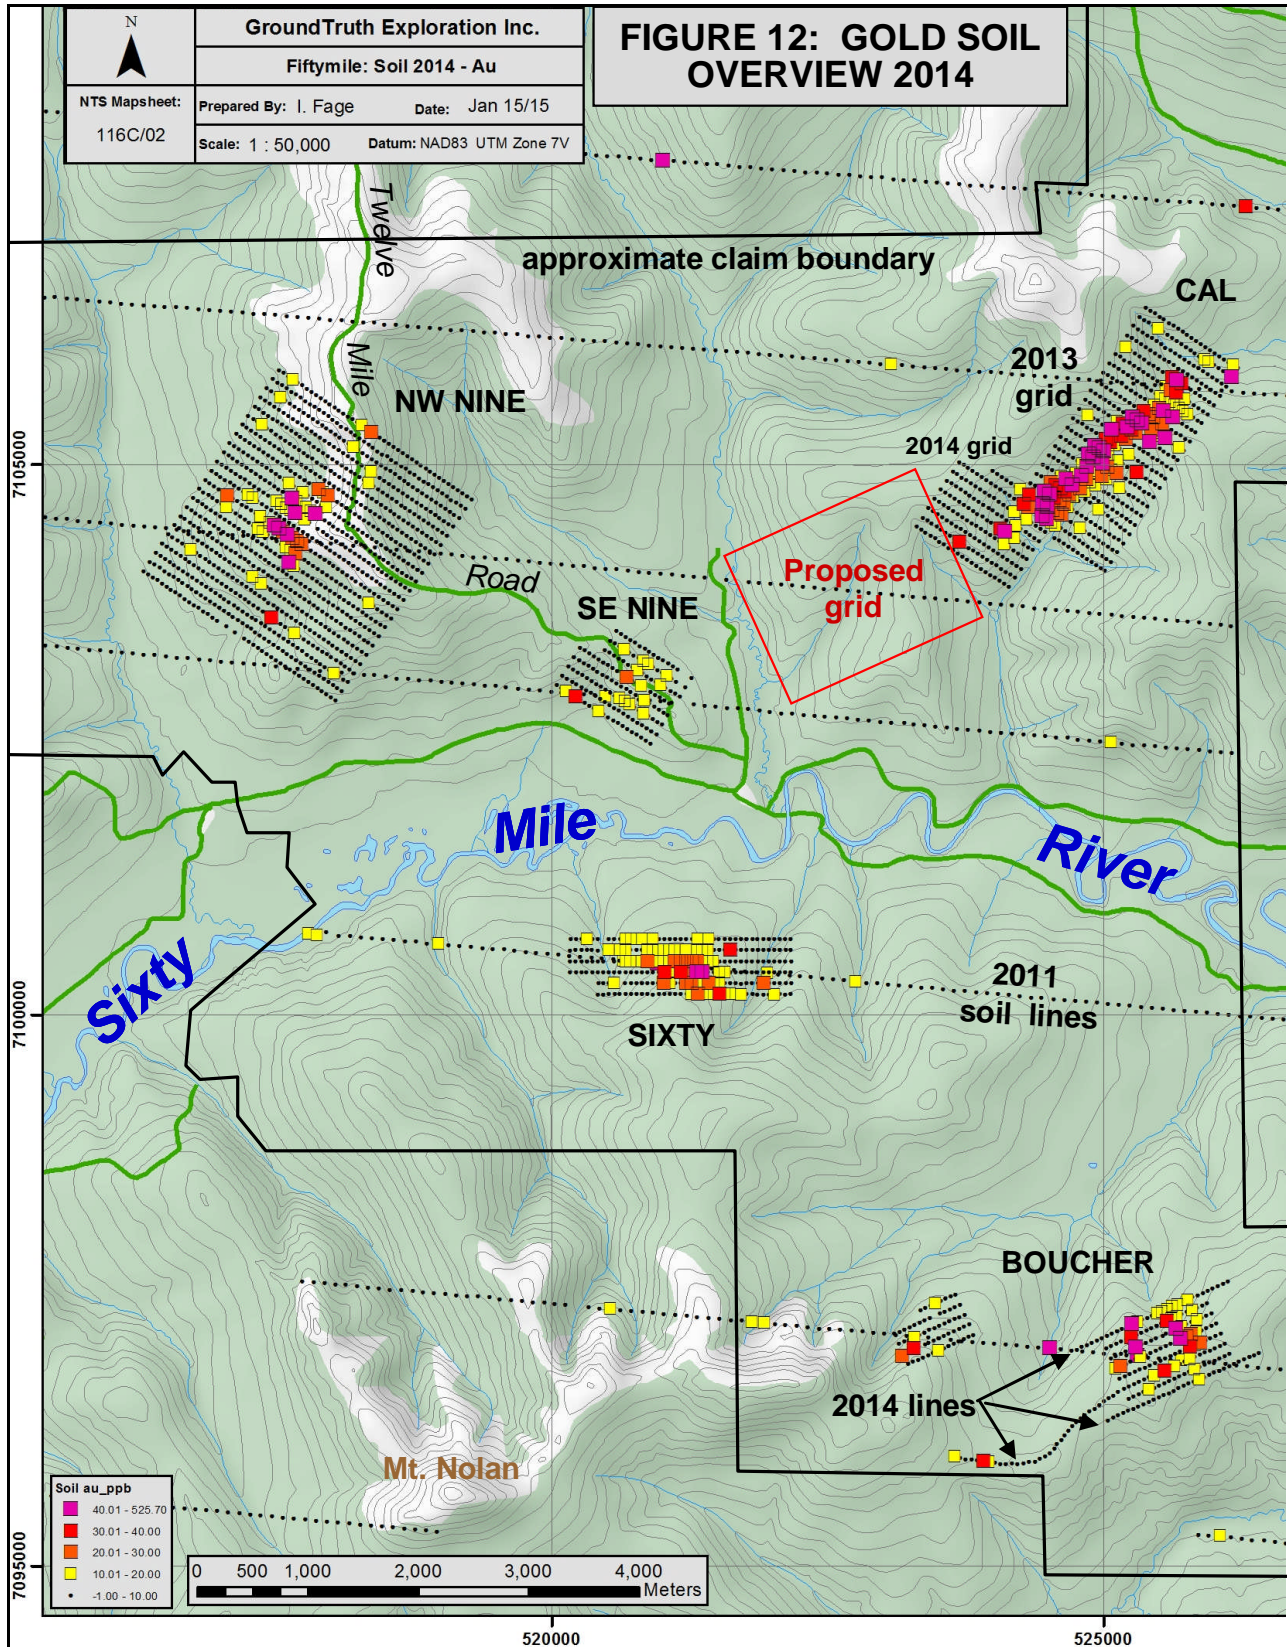 N
NTS Mapsheet:
116C/02
GroundTruth Exploration Inc.
Fiftymile: Soil 2014 - Au
Prepared By: I. Fage Date: Jan 15/15
Scale: 1 : 50,000 Datum: NAD83 UTM Zone 7V
FIGURE 12: GOLD SOIL
OVERVIEW 2014
Twelve
Mile
Road
approximate claim boundary
CAL
2013
grid
NW NINE
2014 grid
7105000
Proposed
grid
SE NINE
Sixty
Mile
River
2011
soil lines
SIXTY
7100000
BOUCHER
2014 lines
Mt. Nolan
Soil au_ppb
40.01 - 525.70
30.01 - 40.00
20.01 - 30.00
10.01 - 20.00
-1.00 - 10.00
0 500 1,000 2,000 3,000 4,000
Meters
7095000
520000
525000